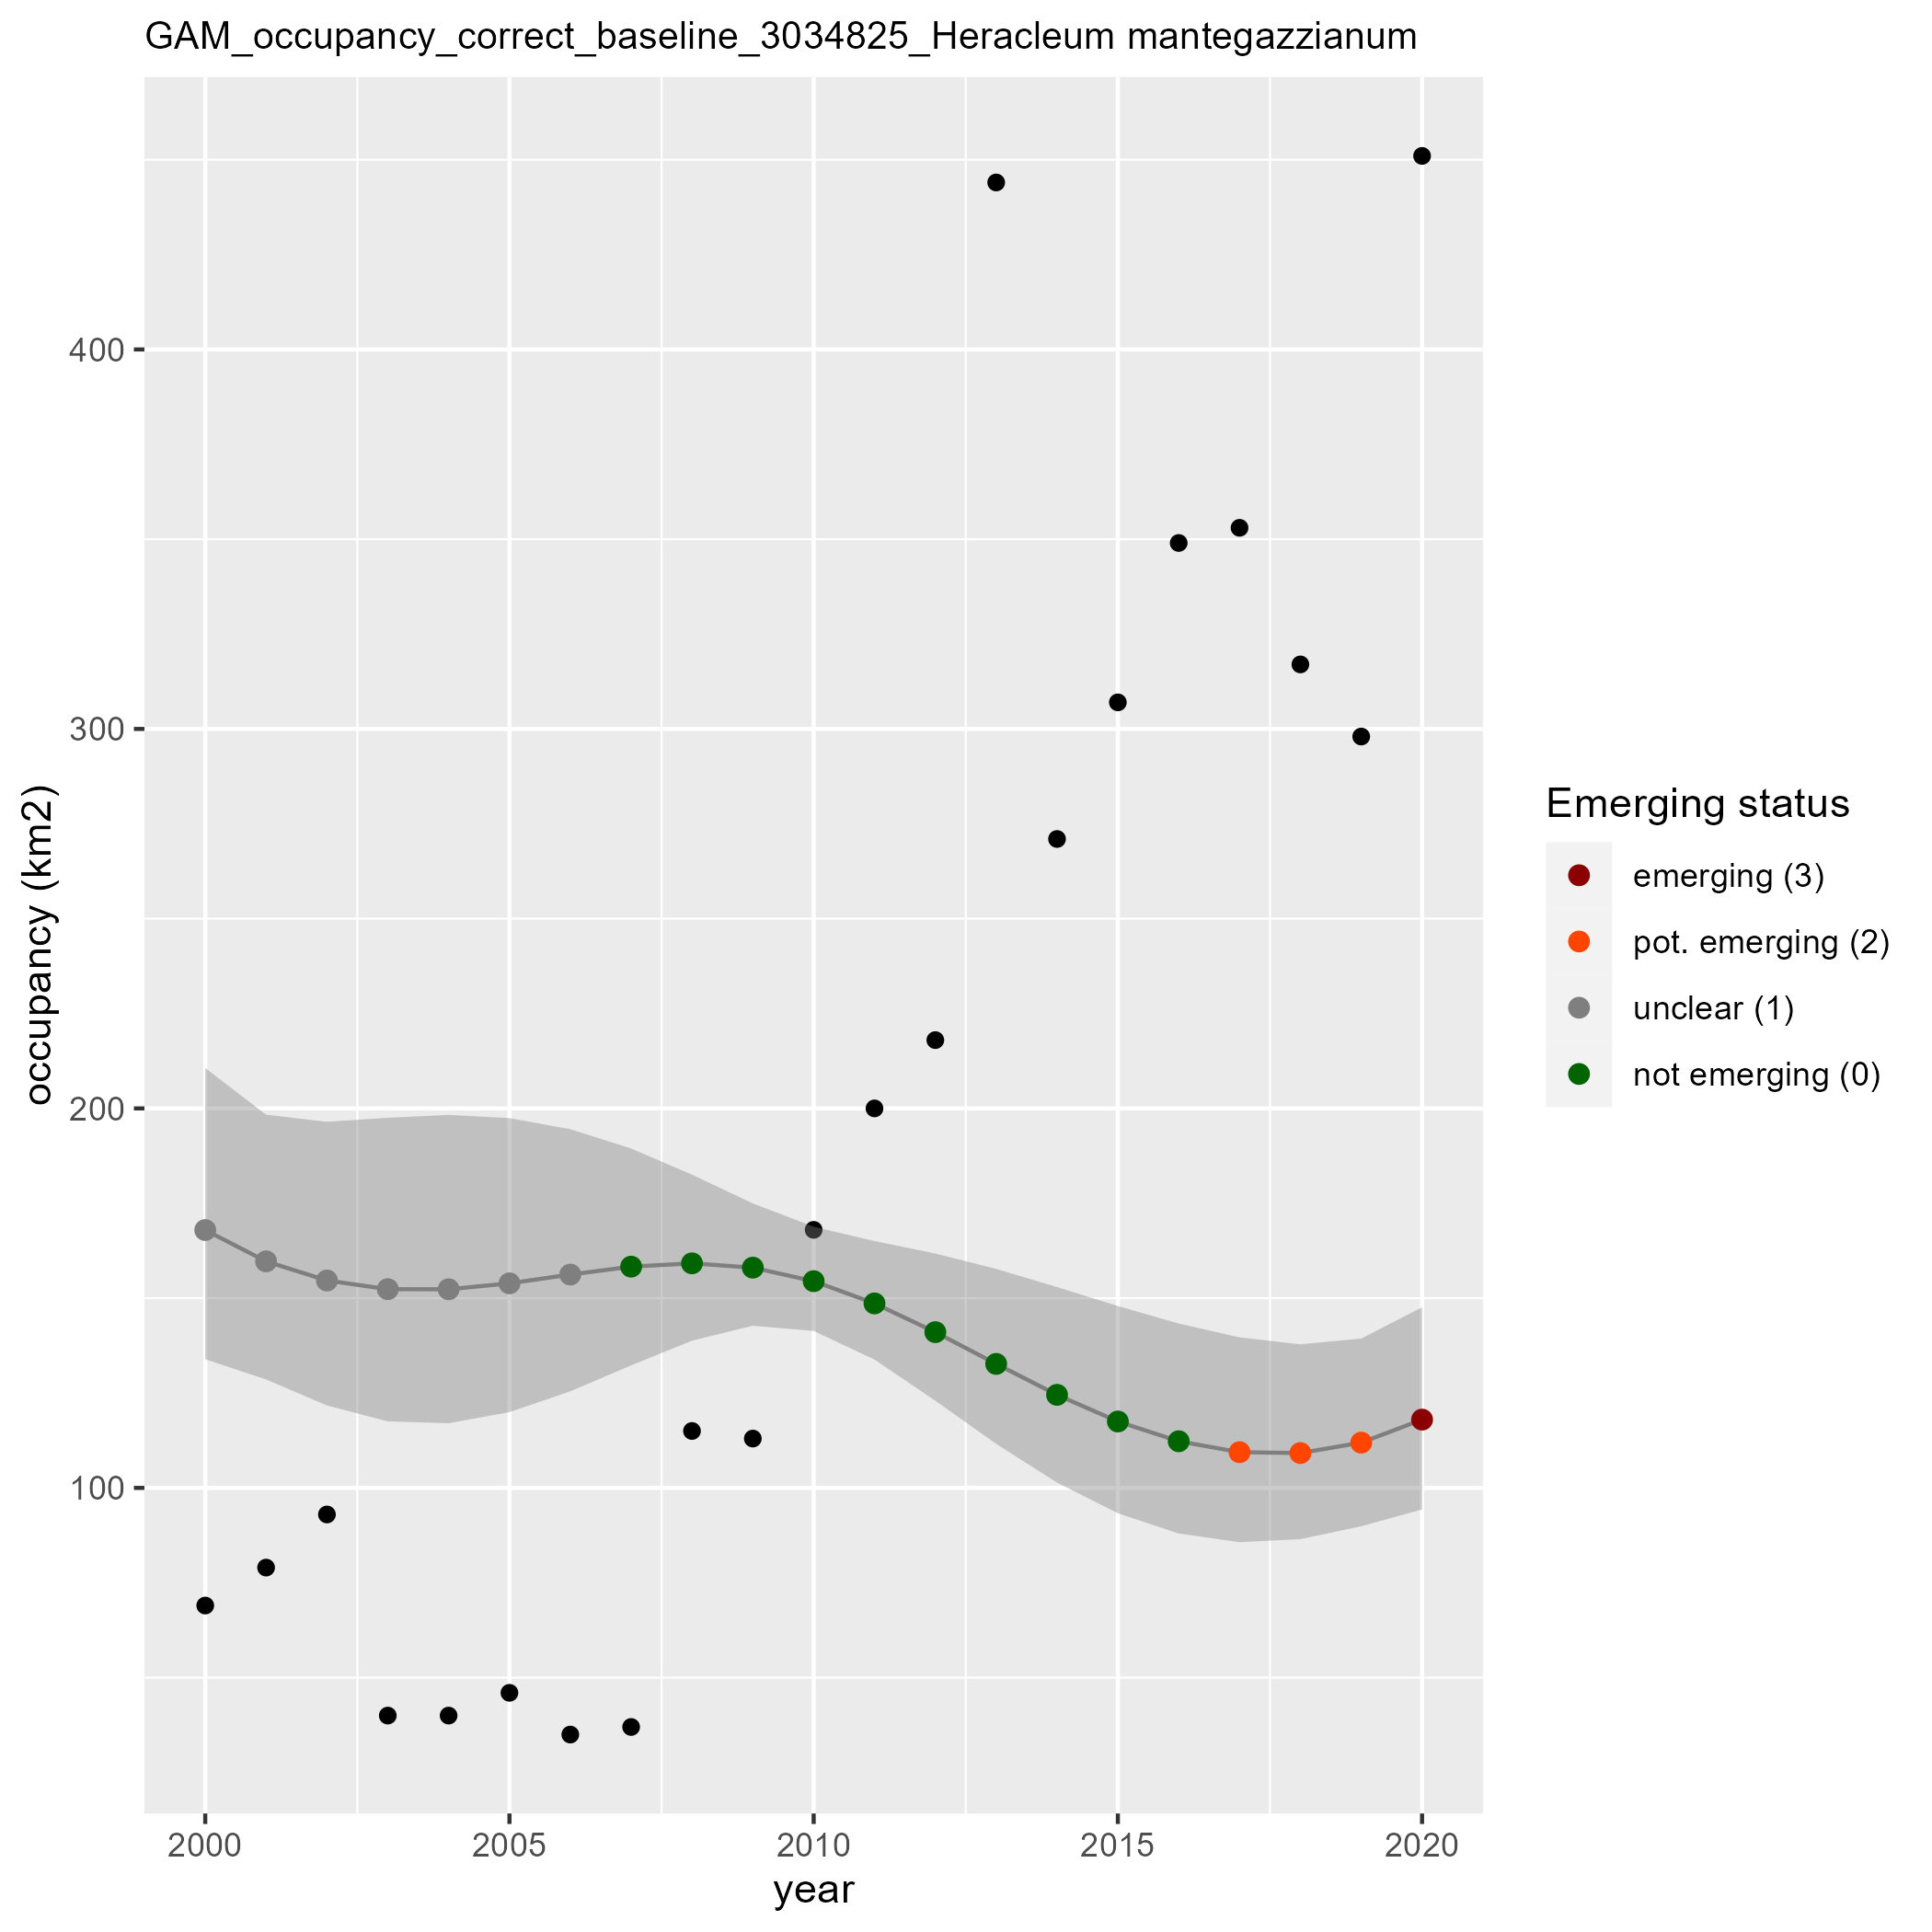 GAM_occupancy_correct_baseline_3034825_Heracleum mantegazzianum
occupancy (km2)
400
300
200
100
2000 2005 2010 2015 2020
year
Emerging status
emerging (3)
pot. emerging (2)
unclear (1)
not emerging (0)